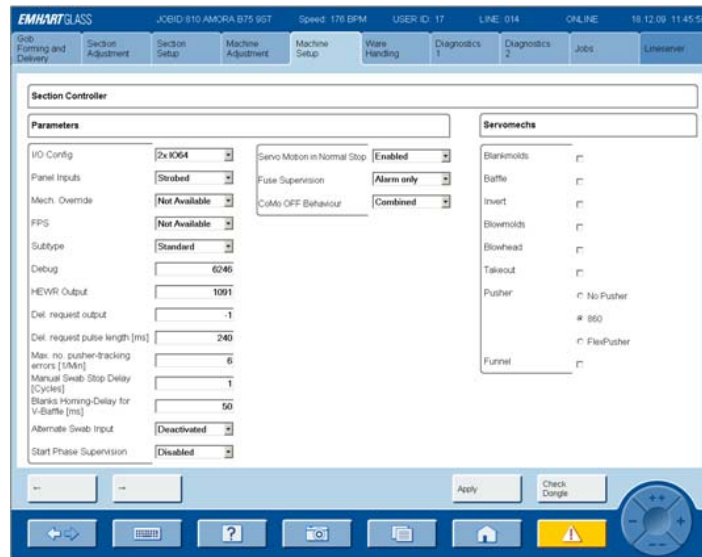 EMHARTGLASS JOBID:810 AMORA B75 9GT Speed: 176 BPM USER ID: 17 LINE: 014 ONLINE 18.12.09 11:45:5
Gob Forming and Delivery
Section Adjustment
Section Setup
Machine Adjustment
Machine Setup
Ware Handling
Diagnostics 1
Diagnostics 2
Jobs
Lineserver
Section Controller
Parameters
I/O Config 2x IO64
Panel Inputs Strobed
Mech. Override Not Available
FPS Not Available
Subtype Standard
Debug 6246
HEWR Output 1091
Del. request output -1
Del. request pulse length [ms] 240
Max. no. pusher-tracking
errors [1/Min] 6
Manual Swab Stop Delay
[Cycles] 1
Blanks Homing-Delay for
V-Baffle [ms] 50
Alternate Swab Input Deactivated
Start Phase Supervision Disabled
Servo Motion in Normal Stop Enabled
Fuse Supervision Alarm only
CoMo OFF Behaviour Combined
Servomechs
Blankmolds
Baffle
Invert
Blowmolds
Blowhead
Takeout
Pusher No Pusher
860
FlexPusher
Funnel
Apply
Check
Dongle
?